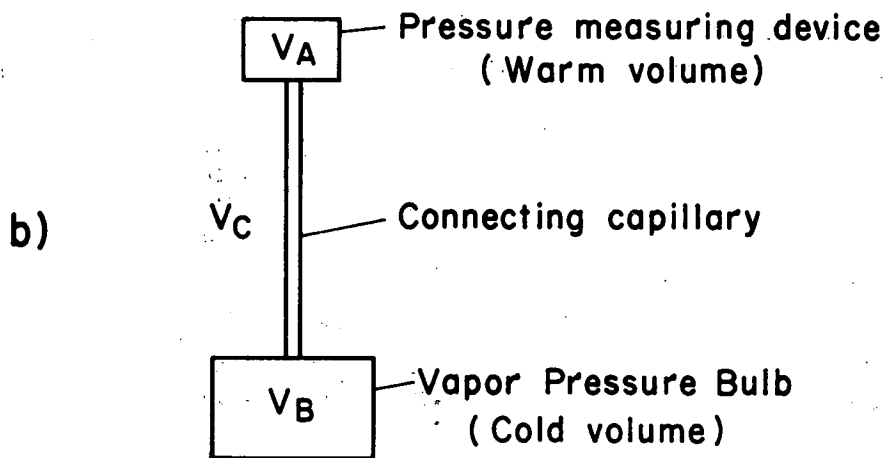 V_A
Pressure measuring device
(Warm volume)
b)
V_C
Connecting capillary
V_B
Vapor Pressure Bulb
(Cold volume)